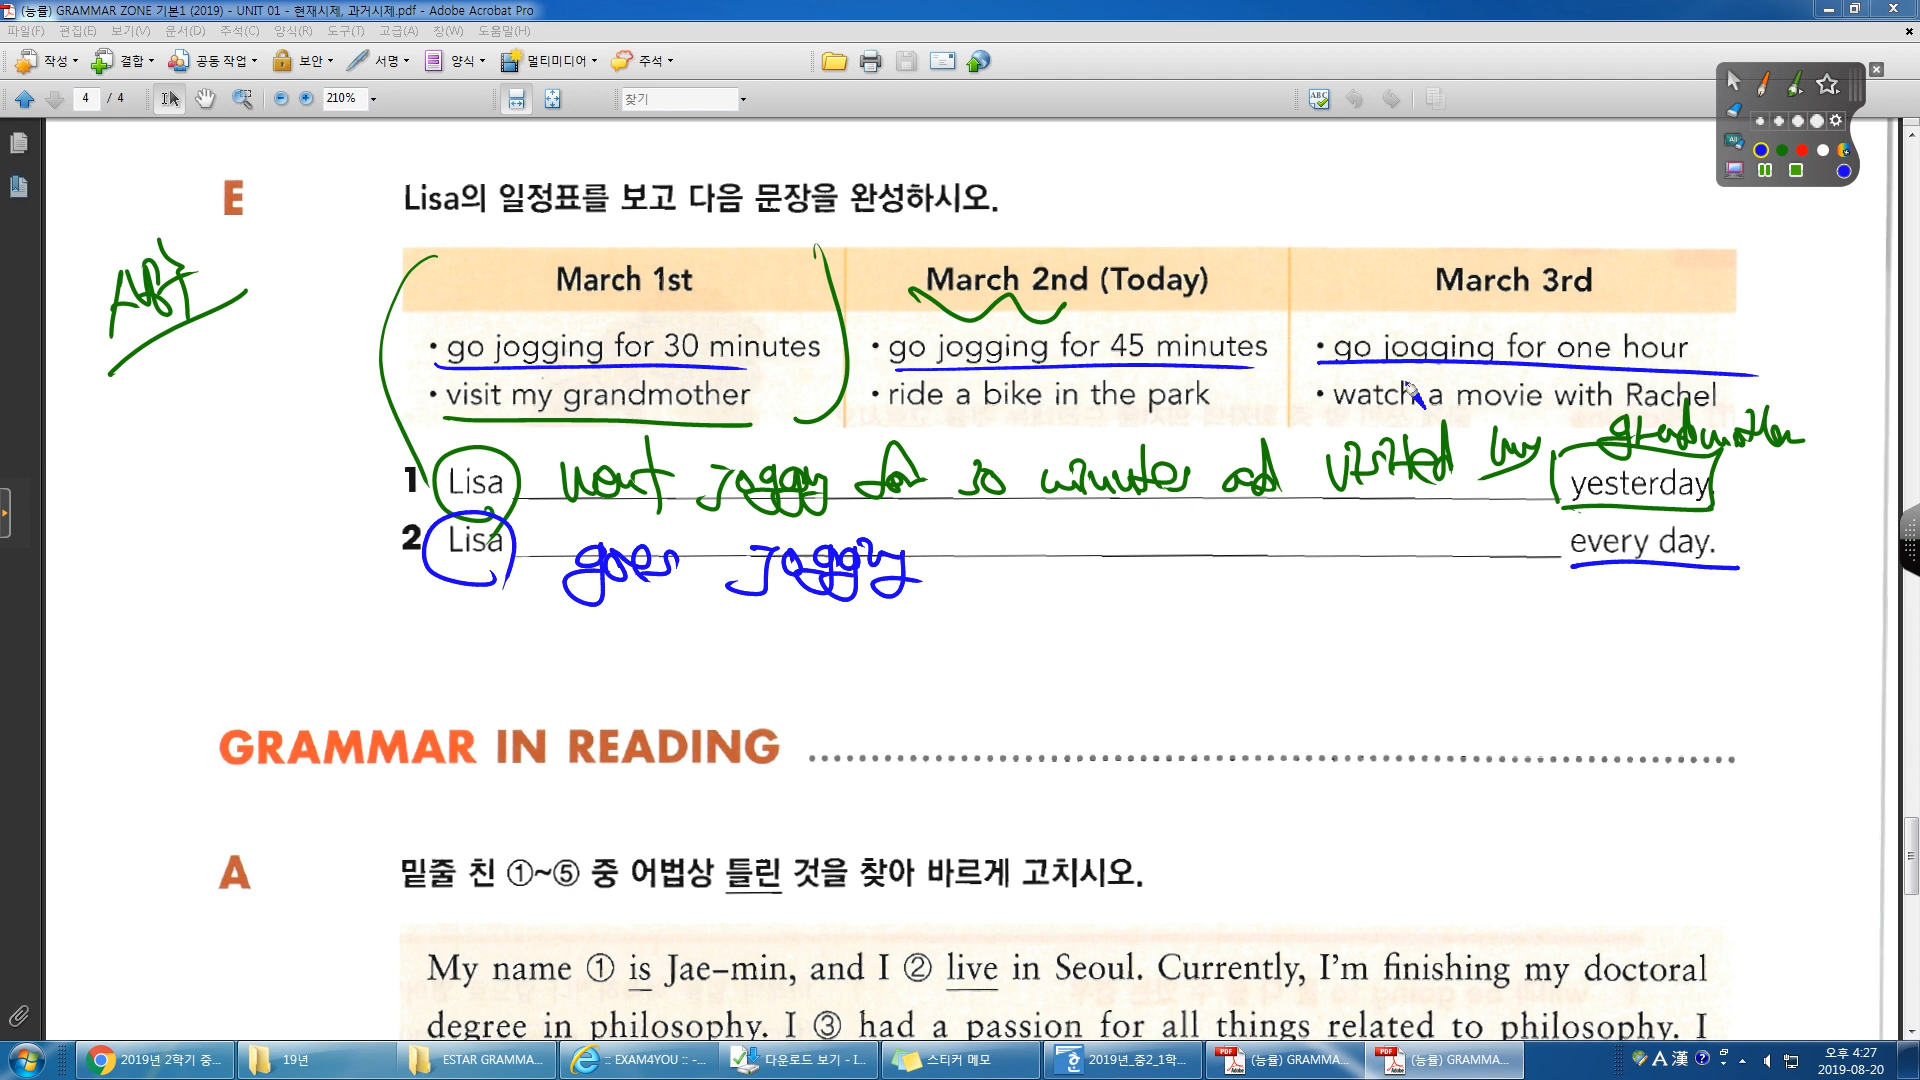 (능률) GRAMMAR ZONE 기본1 (2019) - UNIT 01 - 현재시제, 과거시제.pdf - Adobe Acrobat Pro
파일(F) 편집(E) 보기(V) 문서(D) 주석(C) 양식(R) 도구(T) 고급(A) 창(W) 도움말(H)
작성 결합 공동 작업 보안 서명 양식 멀티미디어 주석
4 / 4 210% 찾기
E Lisa의 일정표를 보고 다음 문장을 완성하시오.
March 1st March 2nd (Today) March 3rd
• go jogging for 30 minutes • go jogging for 45 minutes • go jogging for one hour
• visit my grandmother • ride a bike in the park • watch a movie with Rachel
grandmother
1 Lisa went jogging for 30 minutes and visited my yesterday.
2 Lisa goes jogging every day.
GRAMMAR IN READING
A 밑줄 친 ①~⑤ 중 어법상 틀린 것을 찾아 바르게 고치시오.
My name ① is Jae-min, and I ② live in Seoul. Currently, I'm finishing my doctoral
degree in philosophy. I ③ had a passion for all things related to philosophy. I
2019년 2학기 중... 19년 ESTAR GRAMMA... :: EXAM4YOU :: -... 다운로드 보기 - I... 스티커 메모 2019년_중2_1학... (능률) GRAMMA... (능률) GRAMMA... A 漢 오후 4:27
2019-08-20